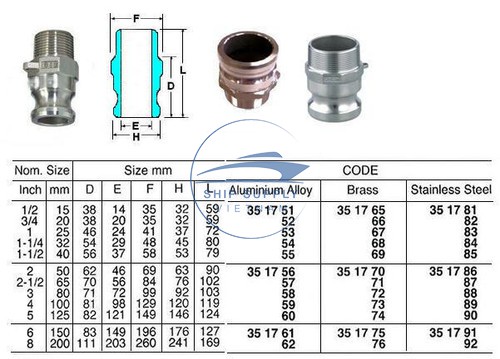 F
L
D
E
H
Nom. Size Size mm CODE
Inch mm D E F H L Aluminium Alloy Brass Stainless Steel
SHIP SUPPLY
VIETNAM
1/2 15 38 14 35 32 59 35 17 51 35 17 65 35 17 81
3/4 20 38 20 35 32 59 52 66 82
1 25 46 24 41 37 72 53 67 83
1-1/4 32 54 29 48 45 80 54 68 84
1-1/2 40 56 37 58 53 79 55 69 85
2 50 62 46 69 63 90 35 17 56 35 17 70 35 17 86
2-1/2 65 70 56 84 76 102 57 71 87
3 80 71 72 99 92 103 58 72 88
4 100 81 98 129 120 119 59 73 89
5 125 82 121 149 146 124 60 74 90
6 150 83 149 196 176 127 35 17 61 35 17 75 35 17 91
8 200 111 203 260 241 169 62 76 92